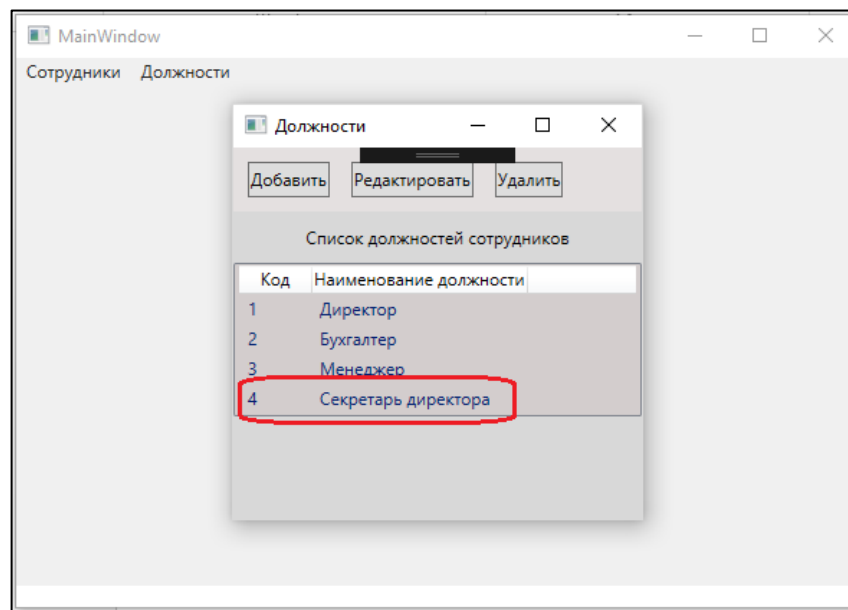 MainWindow
Сотрудники Должности
Должности
Добавить Редактировать Удалить
Список должностей сотрудников
Код Наименование должности
1 Директор
2 Бухгалтер
3 Менеджер
4 Секретарь директора